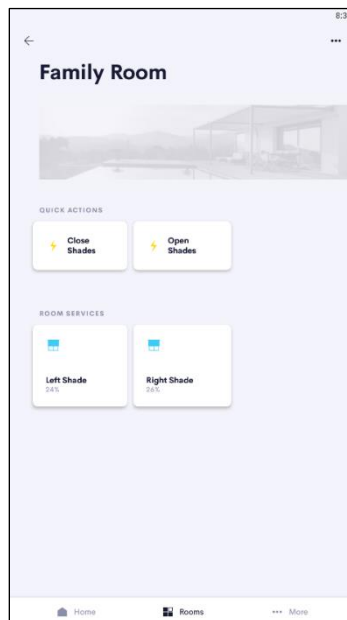 8:3
Family Room
QUICK ACTIONS
Close
Shades
Open
Shades
ROOM SERVICES
Left Shade
24%
Right Shade
26%
Home
Rooms
More